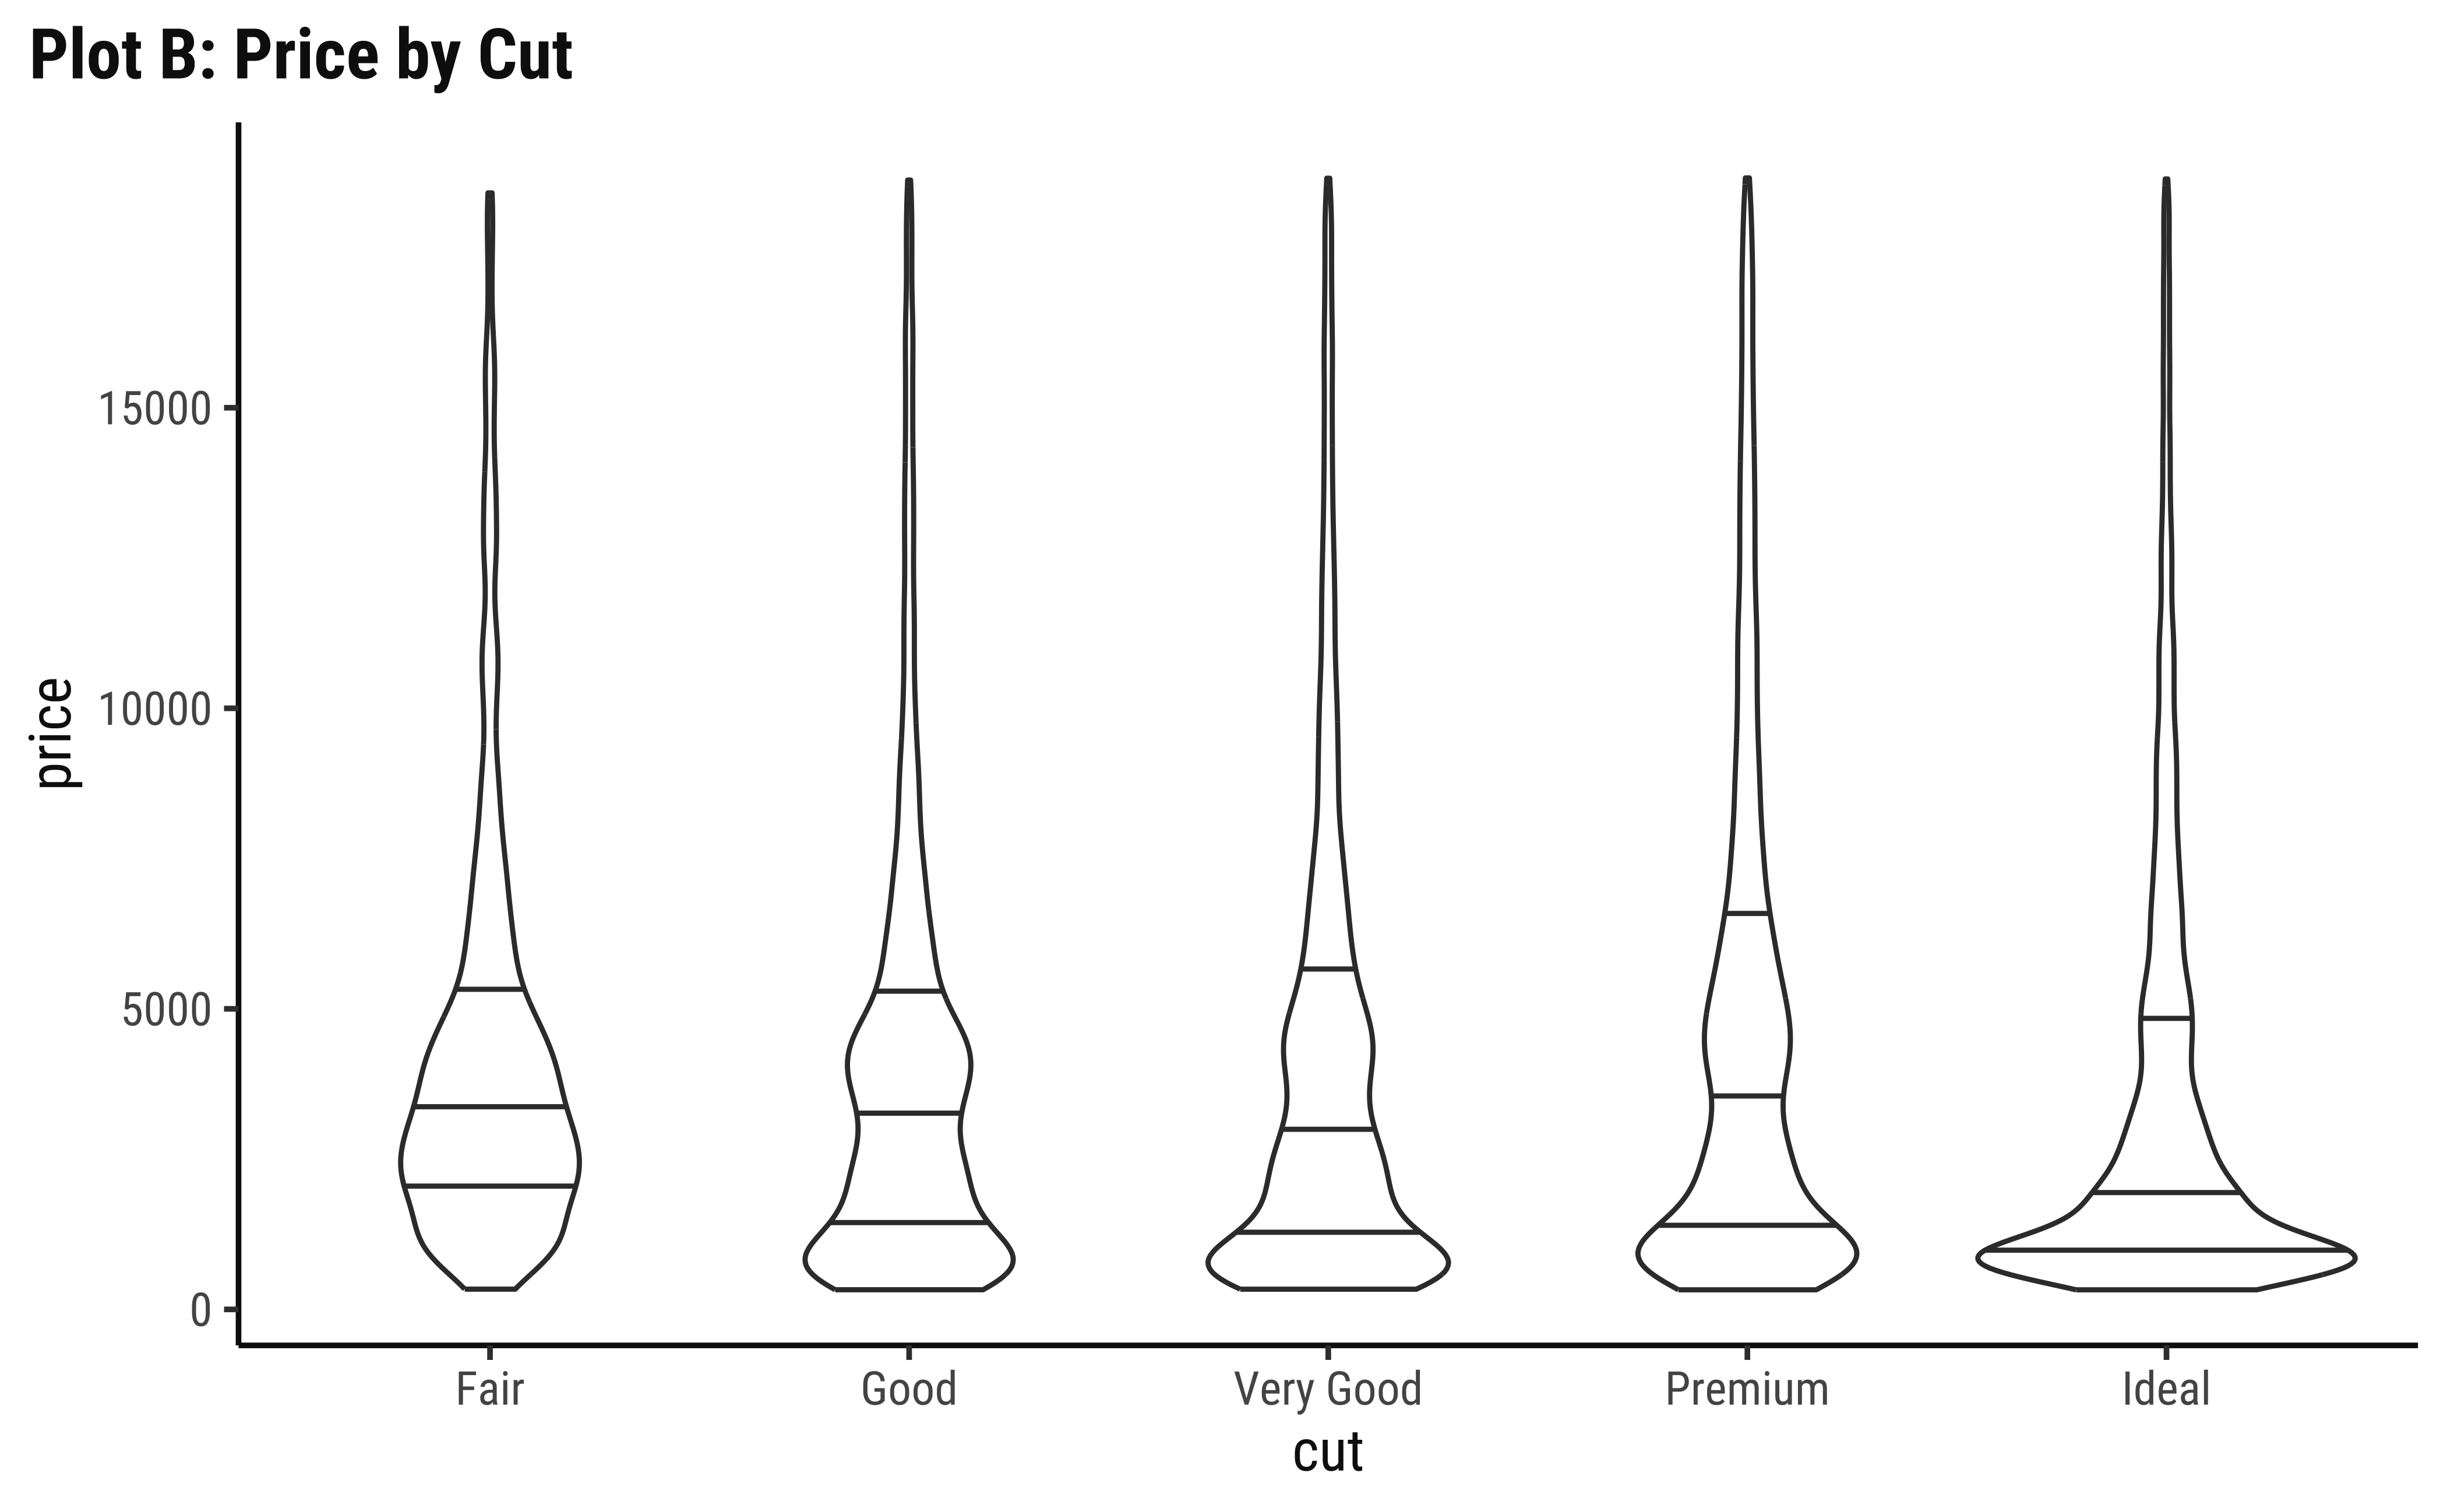 Plot B: Price by Cut
price
15000
10000
5000
0
Fair
Good
Very Good
Premium
Ideal
cut